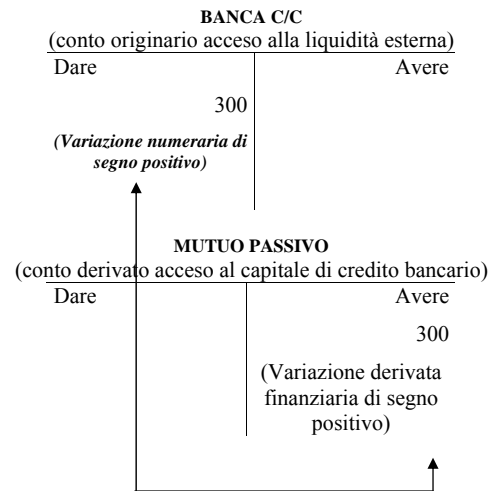 BANCA C/C
(conto originario acceso alla liquidità esterna)
Dare Avere
300
(Variazione numeraria di
segno positivo)
MUTUO PASSIVO
(conto derivato acceso al capitale di credito bancario)
Dare Avere
300
(Variazione derivata
finanziaria di segno
positivo)